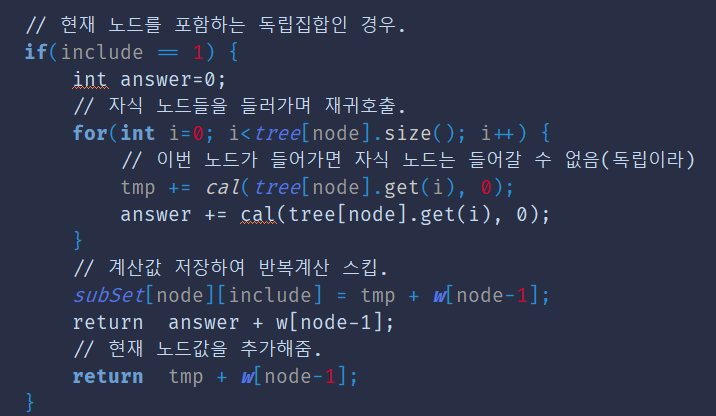 // 현재 노드를 포함하는 독립집합인 경우.
if(include == 1) {
int answer=0;
// 자식 노드들을 들러가며 재귀호출.
for(int i=0; i<tree[node].size(); i++) {
// 이번 노드가 들어가면 자식 노드는 들어갈 수 없음(독립이라)
tmp += cal(tree[node].get(i), 0);
answer += cal(tree[node].get(i), 0);
}
// 계산값 저장하여 반복계산 스킵.
subSet[node][include] = tmp + w[node-1];
return  answer + w[node-1];
// 현재 노드값을 추가해줌.
return  tmp + w[node-1];
}